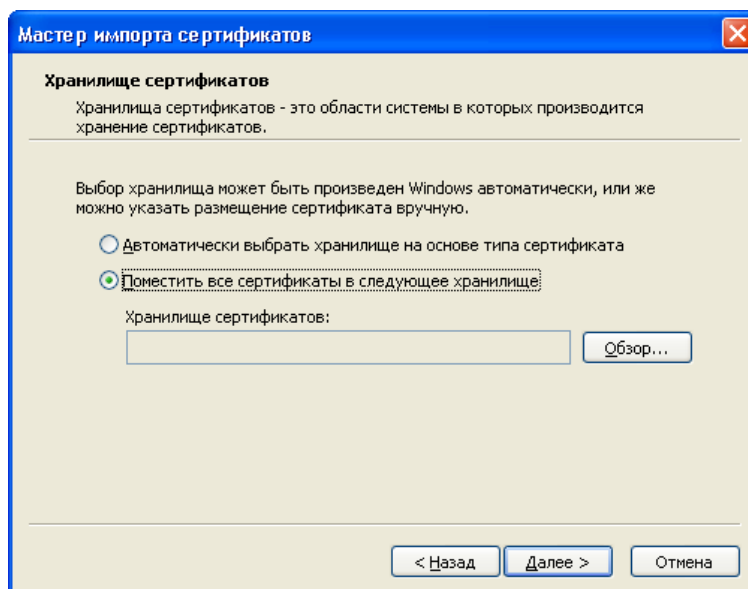 Мастер импорта сертификатов
Хранилище сертификатов
Хранилища сертификатов - это области системы в которых производится
хранение сертификатов.
Выбор хранилища может быть произведен Windows автоматически, или же
можно указать размещение сертификата вручную.
Автоматически выбрать хранилище на основе типа сертификата
Поместить все сертификаты в следующее хранилище
Хранилище сертификатов:
Обзор...
< Назад
Далее >
Отмена